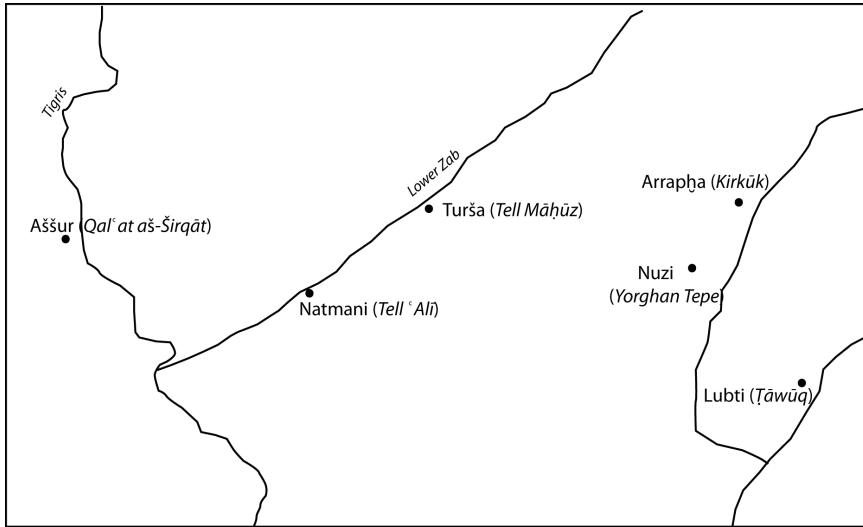 Tigris
Lower Zab
Arrapḫa (Kirkūk)
Turša (Tell Māḥūz)
Aššur (Qalʿat aš-Širqāt)
Nuzi
(Yorghan Tepe)
Natmani (Tell ʿAlī)
Lubti (Ṭāwūq)